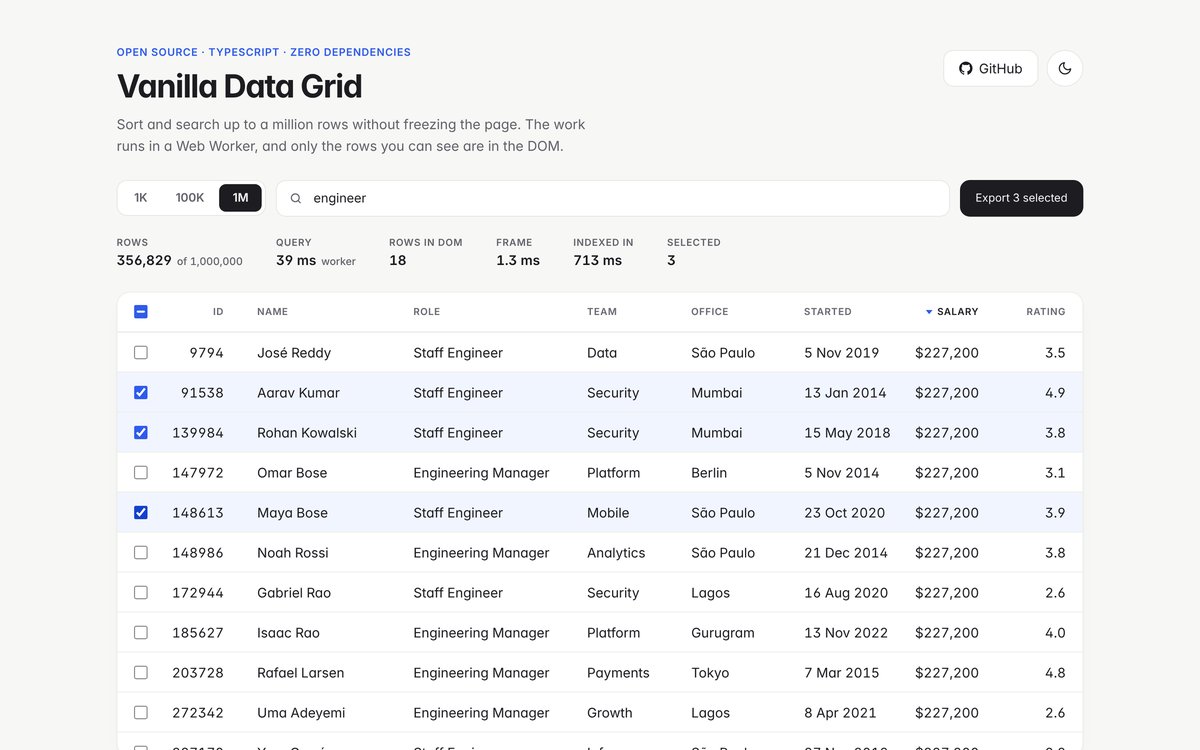 OPEN SOURCE · TYPESCRIPT · ZERO DEPENDENCIES
Vanilla Data Grid
GitHub
Sort and search up to a million rows without freezing the page. The work
runs in a Web Worker, and only the rows you can see are in the DOM.
1K 100K 1M engineer Export 3 selected
ROWS QUERY ROWS IN DOM FRAME INDEXED IN SELECTED
356,829 of 1,000,000 39 ms worker 18 1.3 ms 713 ms 3
ID NAME ROLE TEAM OFFICE STARTED SALARY RATING
9794 José Reddy Staff Engineer Data São Paulo 5 Nov 2019 $227,200 3.5
91538 Aarav Kumar Staff Engineer Security Mumbai 13 Jan 2014 $227,200 4.9
139984 Rohan Kowalski Staff Engineer Security Mumbai 15 May 2018 $227,200 3.8
147972 Omar Bose Engineering Manager Platform Berlin 5 Nov 2014 $227,200 3.1
148613 Maya Bose Staff Engineer Mobile São Paulo 23 Oct 2020 $227,200 3.9
148986 Noah Rossi Engineering Manager Analytics São Paulo 21 Dec 2014 $227,200 3.8
172944 Gabriel Rao Staff Engineer Security Lagos 16 Aug 2020 $227,200 2.6
185627 Isaac Rao Engineering Manager Platform Gurugram 13 Nov 2022 $227,200 4.0
203728 Rafael Larsen Engineering Manager Payments Tokyo 7 Mar 2015 $227,200 4.8
272342 Uma Adeyemi Engineering Manager Growth Lagos 8 Apr 2021 $227,200 2.6